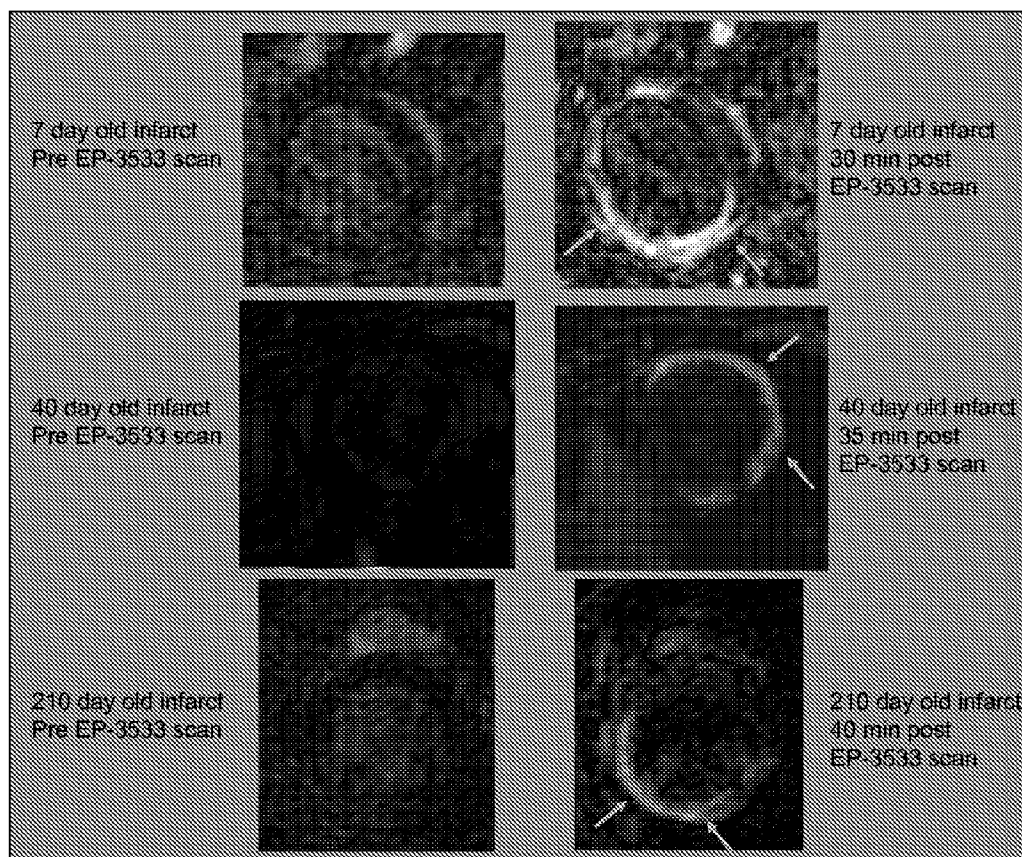 7 day old infarct
Pre EP-3533 scan
7 day old infarct
30 min post
EP-3533 scan
40 day old infarct
Pre EP-3533 scan
40 day old infarct
35 min post
EP-3533 scan
210 day old infarct
Pre EP-3533 scan
210 day old infarct
40 min post
EP-3533 scan